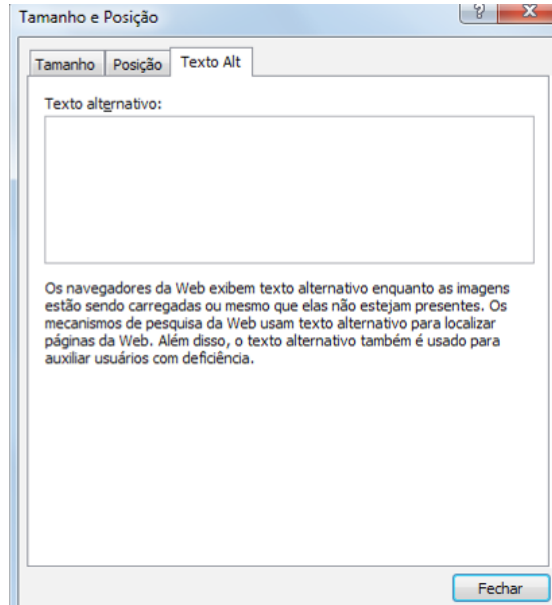 Tamanho e Posição
?
X
Tamanho
Posição
Texto Alt
Texto alternativo:
Os navegadores da Web exibem texto alternativo enquanto as imagens
estão sendo carregadas ou mesmo que elas não estejam presentes. Os
mecanismos de pesquisa da Web usam texto alternativo para localizar
páginas da Web. Além disso, o texto alternativo também é usado para
auxiliar usuários com deficiência.
Fechar